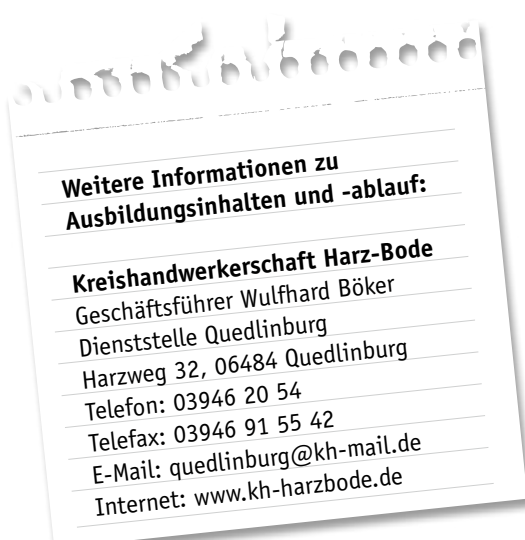 Weitere Informationen zu
Ausbildungsinhalten und -ablauf:
Kreishandwerkerschaft Harz-Bode
Geschäftsführer Wulfhard Böker
Dienststelle Quedlinburg
Harzweg 32, 06484 Quedlinburg
Telefon: 03946 20 54
Telefax: 03946 91 55 42
E-Mail: quedlinburg@kh-mail.de
Internet: www.kh-harzbode.de